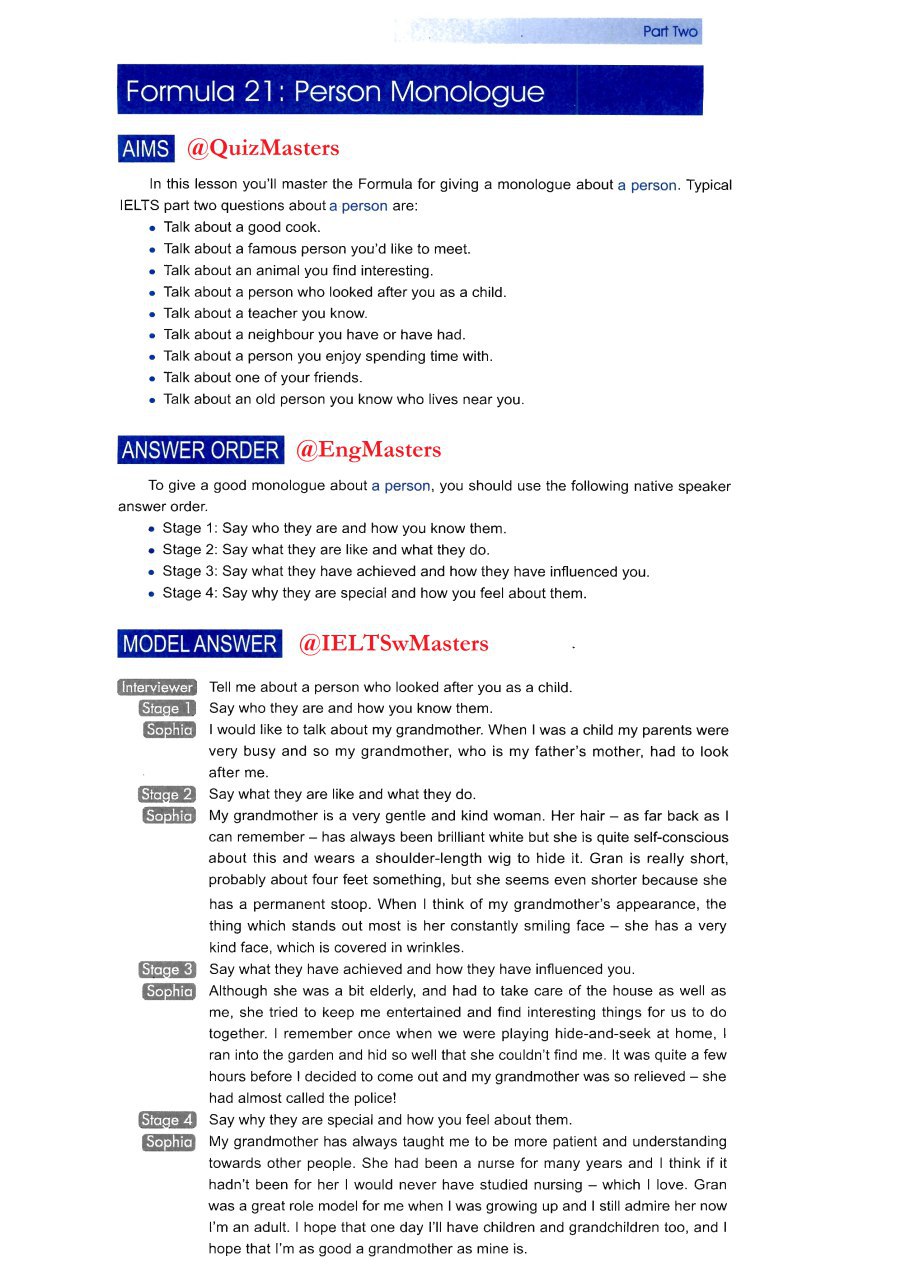 Part Two
Formula 21: Person Monologue
AIMS @QuizMasters
In this lesson you'll master the Formula for giving a monologue about a person. Typical
IELTS part two questions about a person are:
• Talk about a good cook.
• Talk about a famous person you'd like to meet.
• Talk about an animal you find interesting.
• Talk about a person who looked after you as a child.
• Talk about a teacher you know.
• Talk about a neighbour you have or have had.
• Talk about a person you enjoy spending time with.
• Talk about one of your friends.
• Talk about an old person you know who lives near you.
ANSWER ORDER @EngMasters
To give a good monologue about a person, you should use the following native speaker
answer order.
• Stage 1: Say who they are and how you know them.
• Stage 2: Say what they are like and what they do.
• Stage 3: Say what they have achieved and how they have influenced you.
• Stage 4: Say why they are special and how you feel about them.
MODEL ANSWER @IELTSwMasters
Interviewer Tell me about a person who looked after you as a child.
Stage 1 Say who they are and how you know them.
Sophia I would like to talk about my grandmother. When I was a child my parents were
very busy and so my grandmother, who is my father's mother, had to look
after me.
Stage 2 Say what they are like and what they do.
Sophia My grandmother is a very gentle and kind woman. Her hair – as far back as I
can remember – has always been brilliant white but she is quite self-conscious
about this and wears a shoulder-length wig to hide it. Gran is really short,
probably about four feet something, but she seems even shorter because she
has a permanent stoop. When I think of my grandmother's appearance, the
thing which stands out most is her constantly smiling face – she has a very
kind face, which is covered in wrinkles.
Stage 3 Say what they have achieved and how they have influenced you.
Sophia Although she was a bit elderly, and had to take care of the house as well as
me, she tried to keep me entertained and find interesting things for us to do
together. I remember once when we were playing hide-and-seek at home, I
ran into the garden and hid so well that she couldn't find me. It was quite a few
hours before I decided to come out and my grandmother was so relieved – she
had almost called the police!
Stage 4 Say why they are special and how you feel about them.
Sophia My grandmother has always taught me to be more patient and understanding
towards other people. She had been a nurse for many years and I think if it
hadn't been for her I would never have studied nursing – which I love. Gran
was a great role model for me when I was growing up and I still admire her now
I'm an adult. I hope that one day I'll have children and grandchildren too, and I
hope that I'm as good a grandmother as mine is.